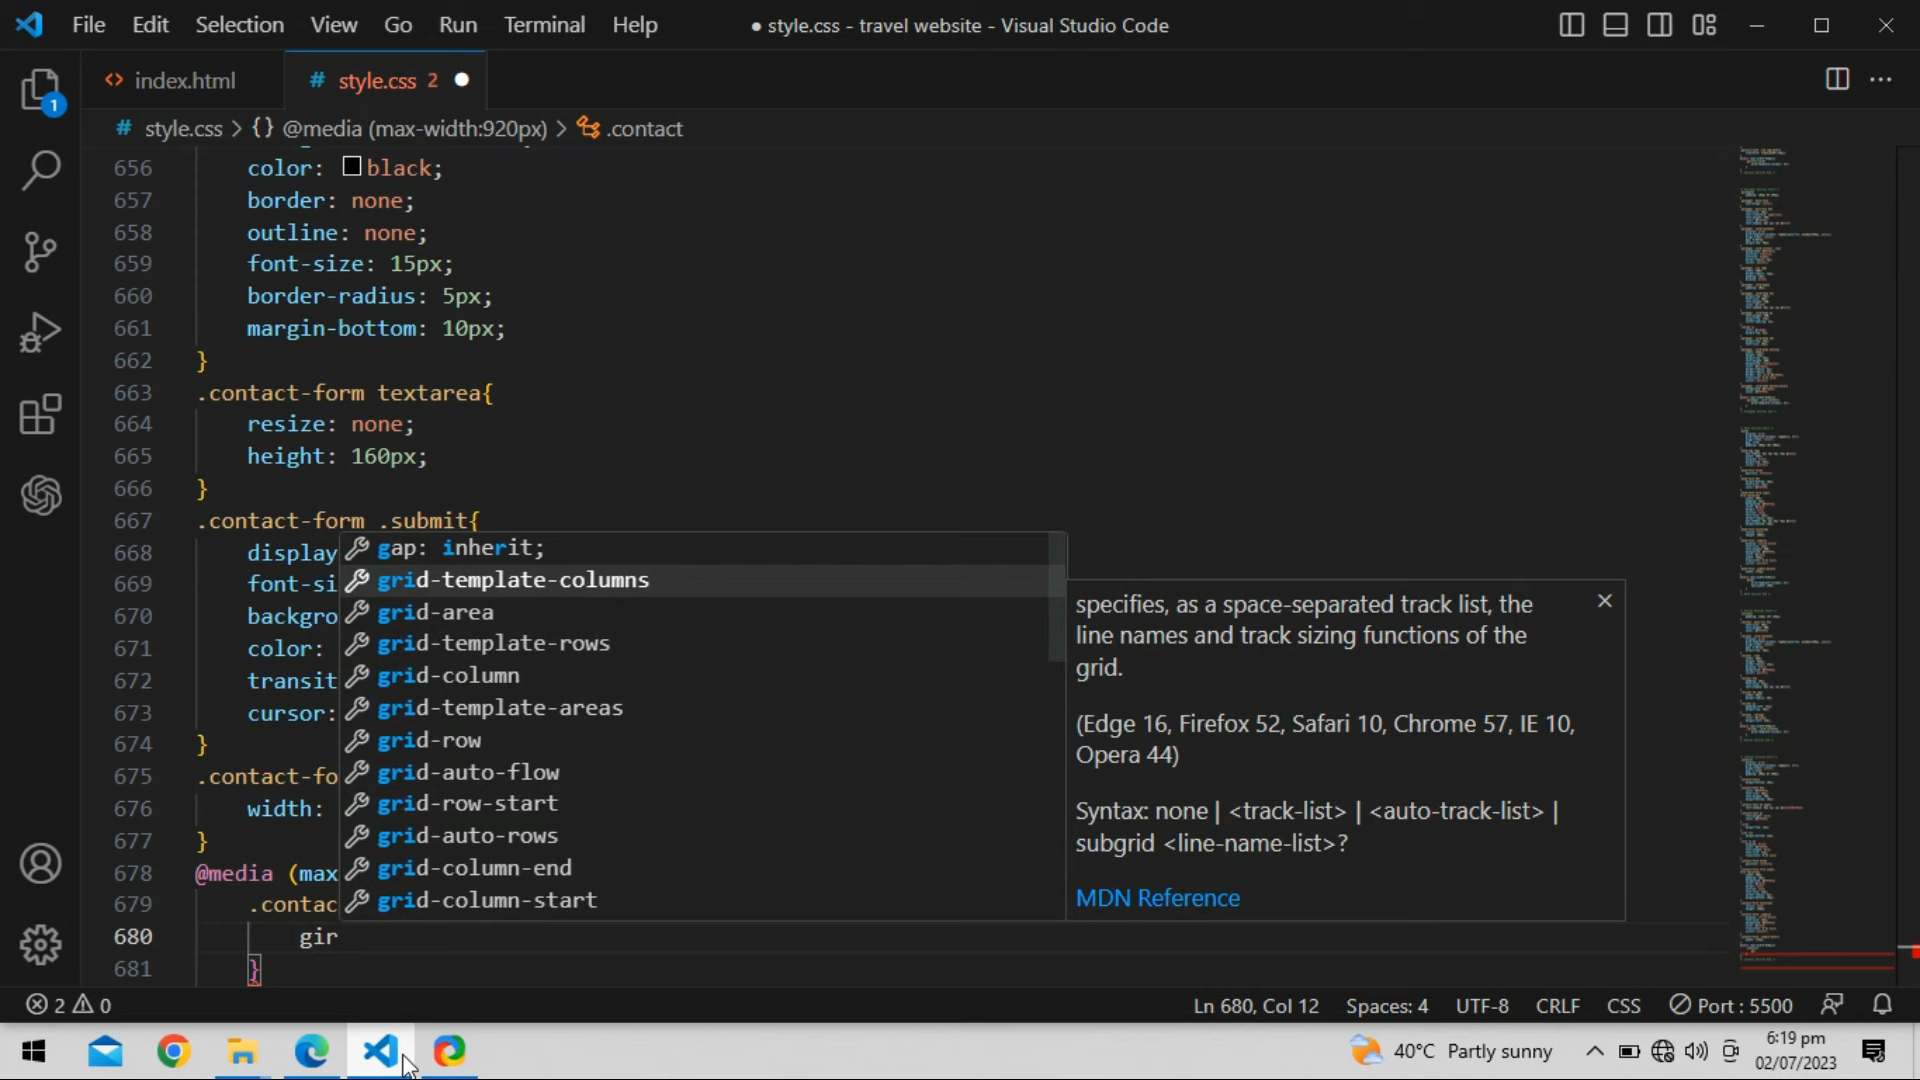 File Edit Selection View Go Run Terminal Help ● style.css - travel website - Visual Studio Code
<> index.html # style.css 2 ●
# style.css > {} @media (max-width:920px) > .contact
656 color: black;
657 border: none;
658 outline: none;
659 font-size: 15px;
660 border-radius: 5px;
661 margin-bottom: 10px;
662 }
663 .contact-form textarea{
664 resize: none;
665 height: 160px;
666 }
667 .contact-form .submit{
668 display
669 font-si
670 backgro
671 color:
672 transit
673 cursor:
674 }
675 .contact-fo
676 width:
677 }
678 @media (max
679 .contac
680 gir
681 }
gap: inherit;
grid-template-columns
grid-area
grid-template-rows
grid-column
grid-template-areas
grid-row
grid-auto-flow
grid-row-start
grid-auto-rows
grid-column-end
grid-column-start
specifies, as a space-separated track list, the
line names and track sizing functions of the
grid.
(Edge 16, Firefox 52, Safari 10, Chrome 57, IE 10,
Opera 44)
Syntax: none | <track-list> | <auto-track-list> |
subgrid <line-name-list>?
MDN Reference
1
2 0 Ln 680, Col 12 Spaces: 4 UTF-8 CRLF CSS Port : 5500
40°C Partly sunny 6:19 pm
02/07/2023